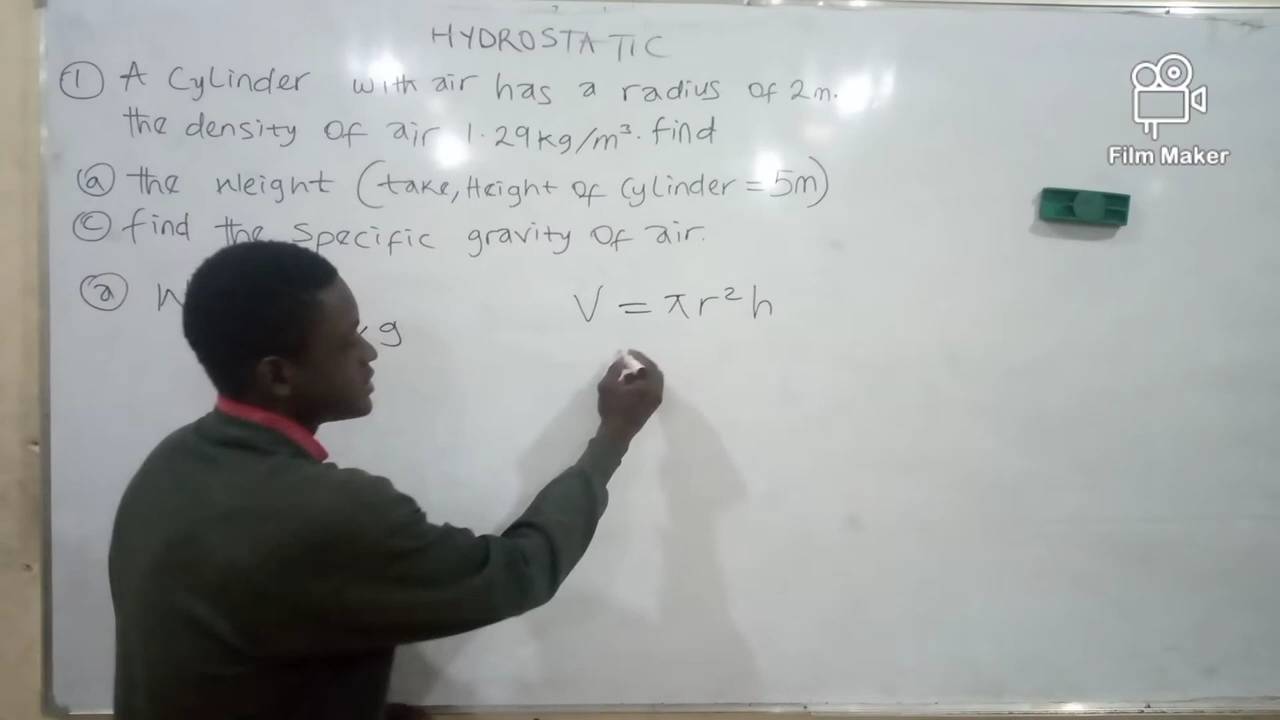 HYDROSTATIC
① A Cylinder with air has a radius of 2m.
the density of air 1.29kg/m³. find
ⓐ the Weight (take, Height of Cylinder = 5m)
ⓒ find the specific gravity of air.
ⓐ W V = πr²h
g
Film Maker